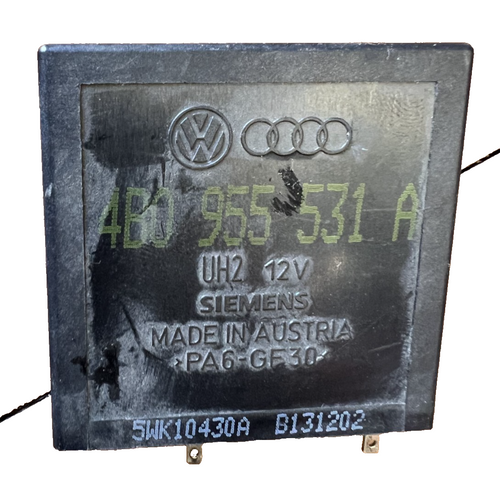 4B0 955 531 A
UH2 12V
SIEMENS
MADE IN AUSTRIA
>PA6-GF30<
5WK10430A B131202